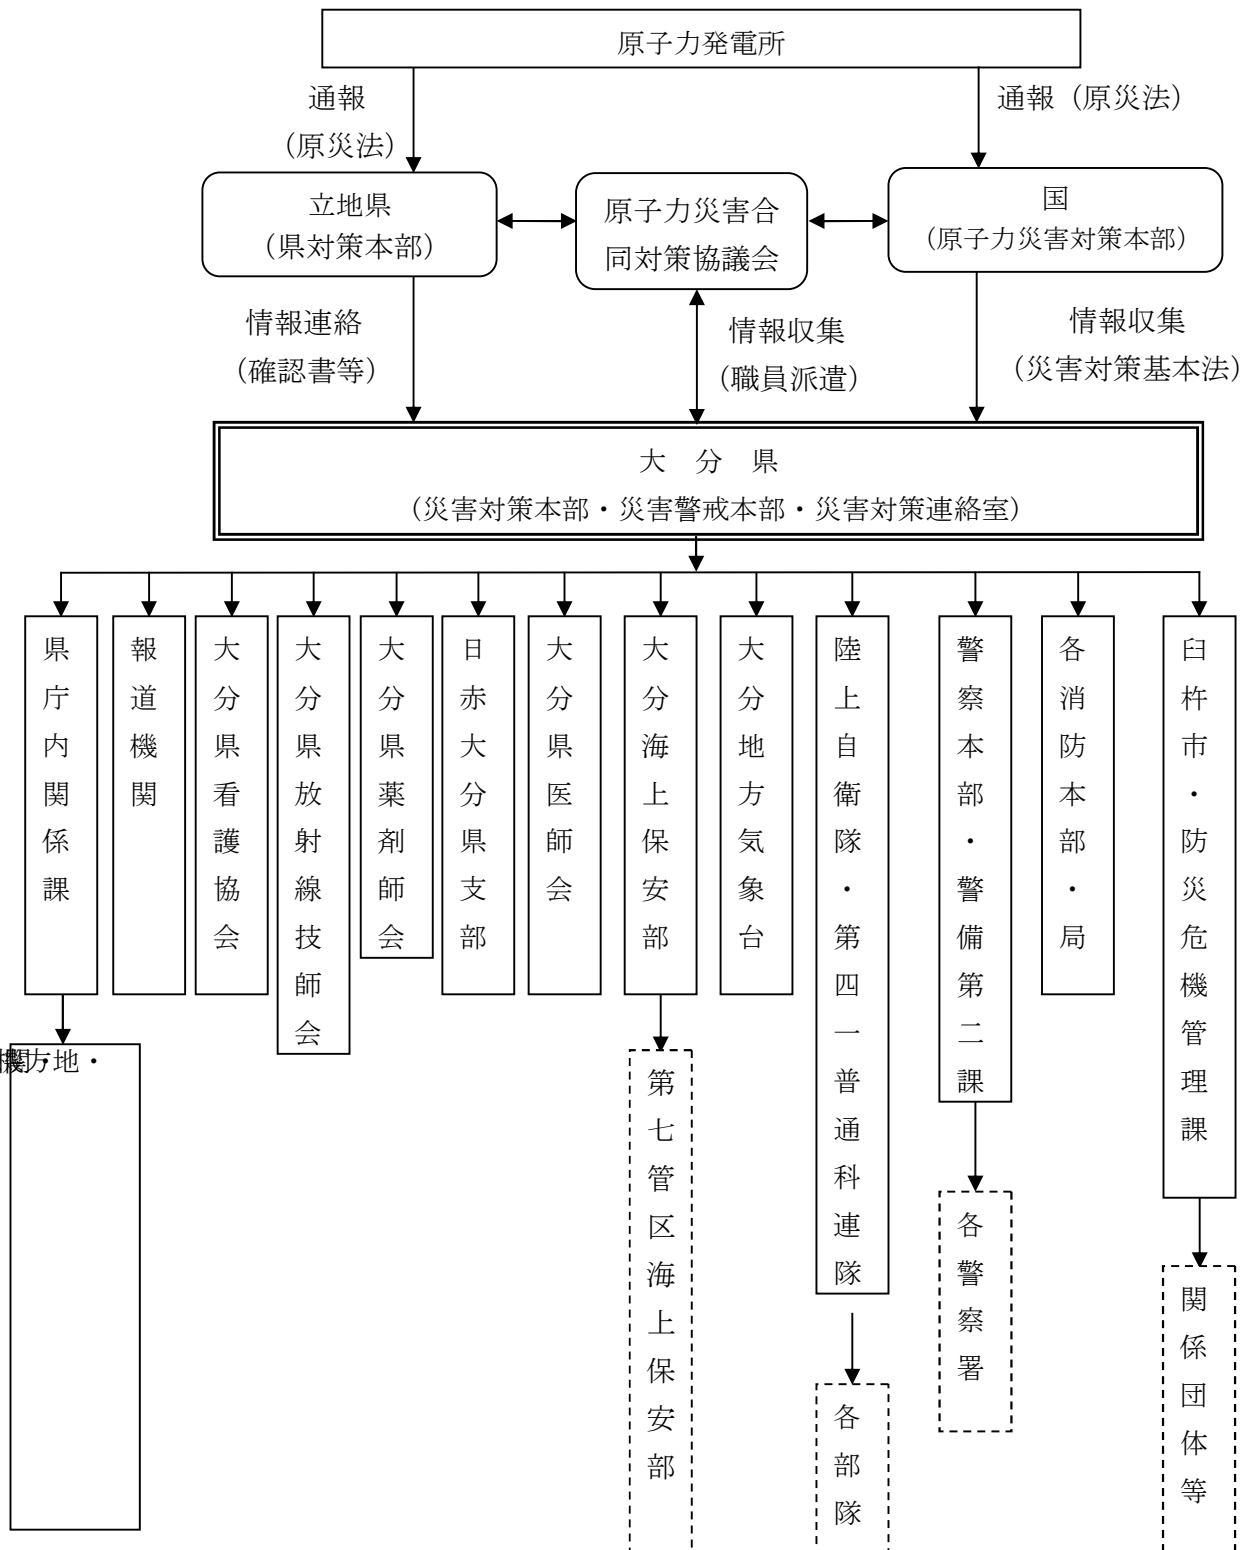 原子力発電所
通報
（原災法）
通報（原災法）
立地県
（県対策本部）
原子力災害合
同対策協議会
国
（原子力災害対策本部）
情報連絡
（確認書等）
情報収集
（職員派遣）
情報収集
（災害対策基本法）
大　分　県
（災害対策本部・災害警戒本部・災害対策連絡室）
県庁内関係課
報道機関
大分県看護協会
大分県放射線技師会
大分県薬剤師会
日赤大分県支部
大分県医師会
大分海上保安部
大分地方気象台
陸上自衛隊・第四一普通科連隊
警察本部・警備第二課
各消防本部・局
臼杵市・防災危機管理課
方地・
第七管区海上保安部
各部隊
各警察署
関係団体等